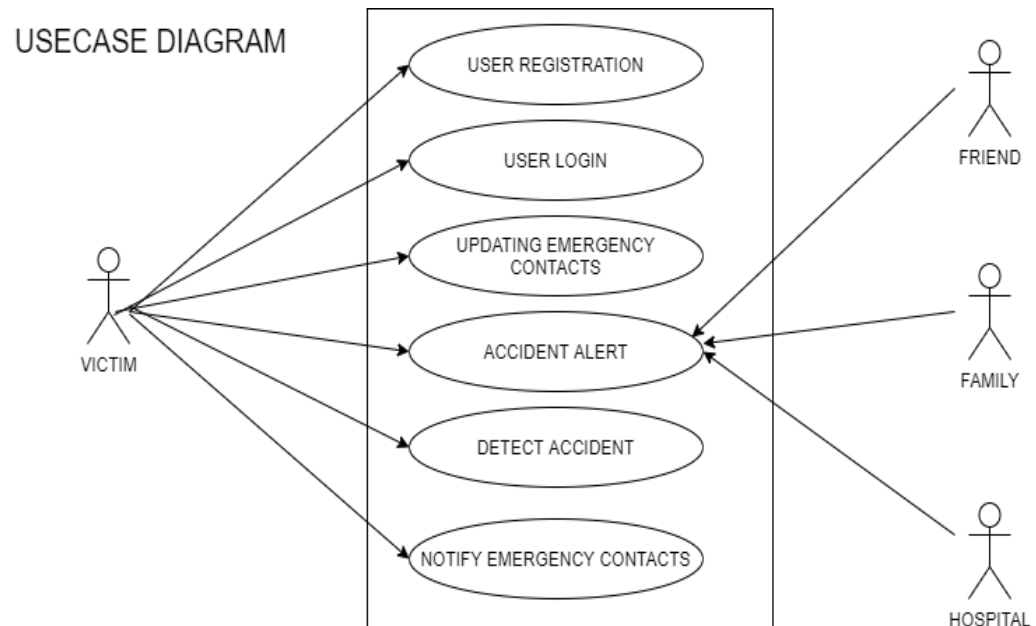 USECASE DIAGRAM
USER REGISTRATION
USER LOGIN
UPDATING EMERGENCY
CONTACTS
ACCIDENT ALERT
DETECT ACCIDENT
NOTIFY EMERGENCY CONTACTS
VICTIM
FRIEND
FAMILY
HOSPITAL